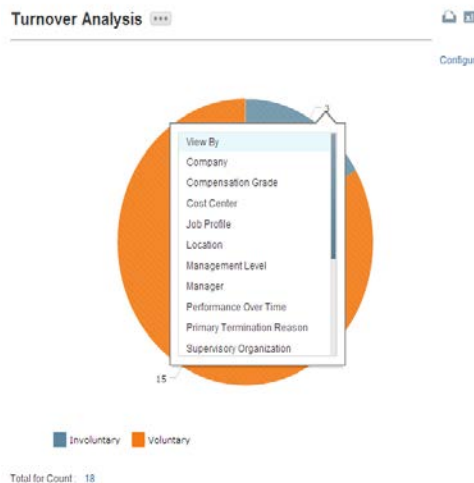 Turnover Analysis
Configu
3
View By
Company
Compensation Grade
Cost Center
Job Profile
Location
Management Level
Manager
Performance Over Time
Primary Termination Reason
Supervisory Organization
15
Involuntary Voluntary
Total for Count: 18